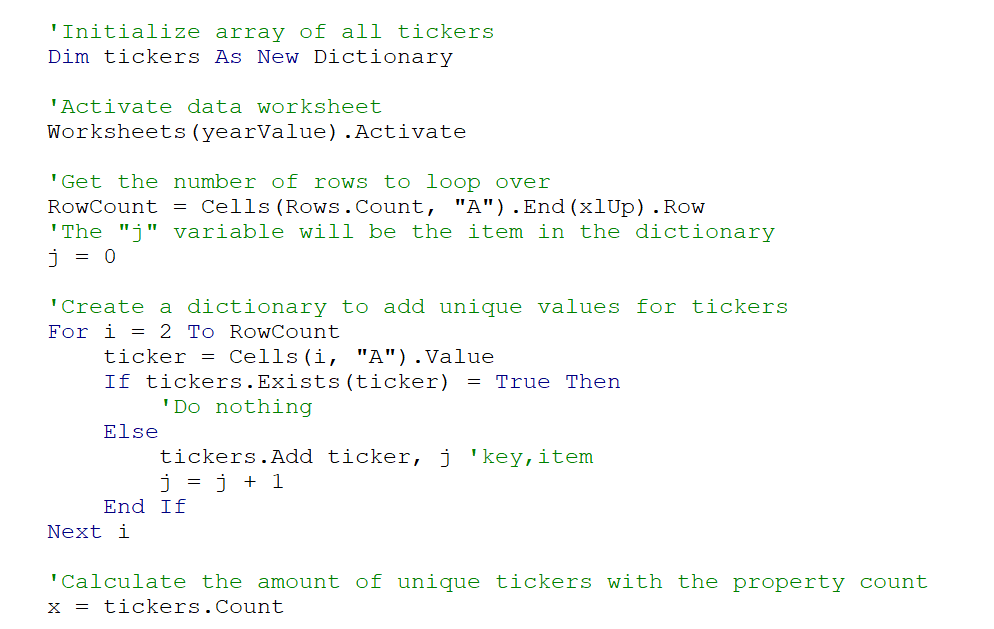 'Initialize array of all tickers
Dim tickers As New Dictionary
'Activate data worksheet
Worksheets(yearValue).Activate
'Get the number of rows to loop over
RowCount = Cells(Rows.Count, "A").End(xlUp).Row
'The "j" variable will be the item in the dictionary
j = 0
'Create a dictionary to add unique values for tickers
For i = 2 To RowCount
    ticker = Cells(i, "A").Value
    If tickers.Exists(ticker) = True Then
        'Do nothing
    Else
        tickers.Add ticker, j 'key,item
        j = j + 1
    End If
Next i
'Calculate the amount of unique tickers with the property count
x = tickers.Count